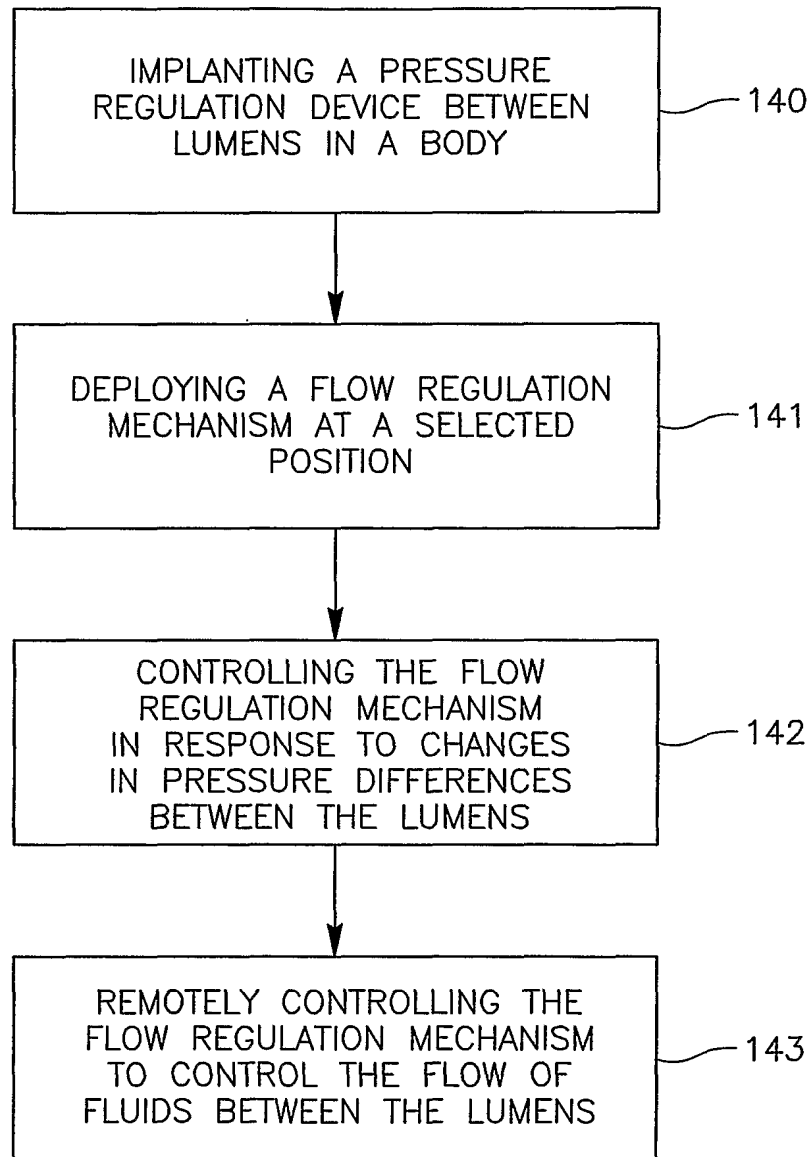 IMPLANTING A PRESSURE
REGULATION DEVICE BETWEEN
LUMENS IN A BODY
140
DEPLOYING A FLOW REGULATION
MECHANISM AT A SELECTED
POSITION
141
CONTROLLING THE FLOW
REGULATION MECHANISM
IN RESPONSE TO CHANGES
IN PRESSURE DIFFERENCES
BETWEEN THE LUMENS
142
REMOTELY CONTROLLING THE
FLOW REGULATION MECHANISM
TO CONTROL THE FLOW OF
FLUIDS BETWEEN THE LUMENS
143